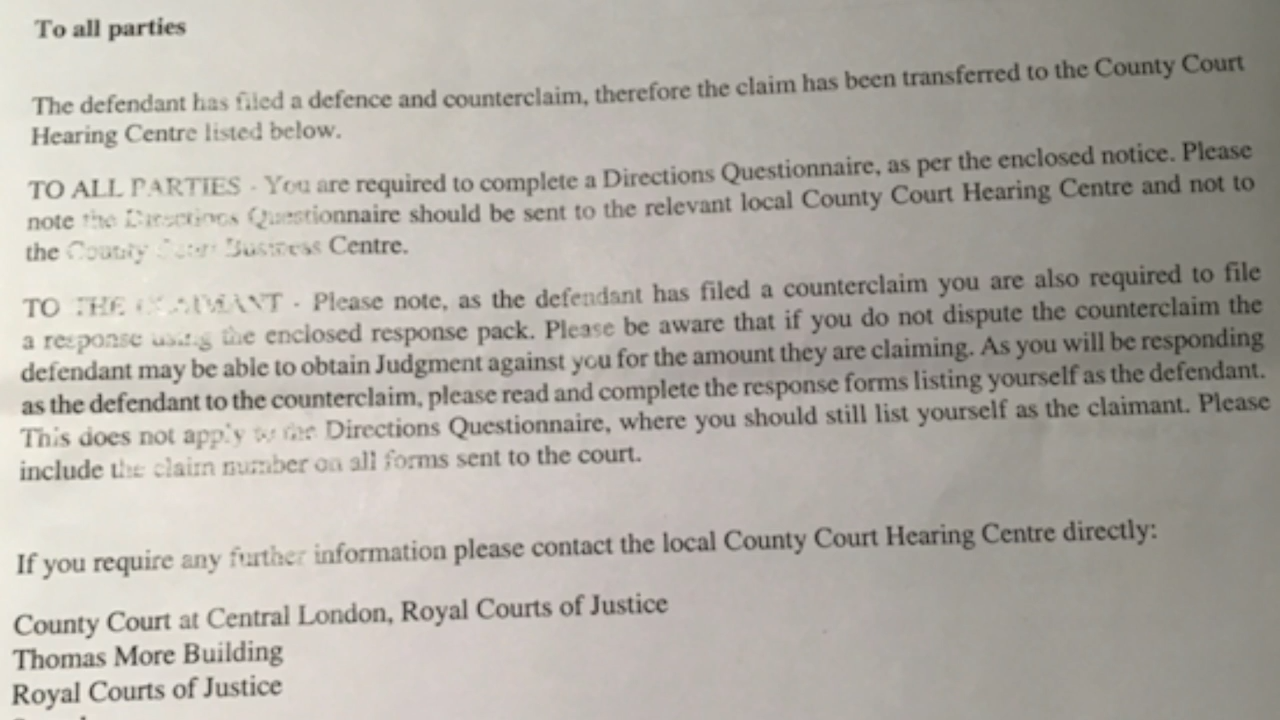 To all parties
The defendant has filed a defence and counterclaim, therefore the claim has been transferred to the County Court
Hearing Centre listed below.
TO ALL PARTIES - You are required to complete a Directions Questionnaire, as per the enclosed notice. Please
note the Directions Questionnaire should be sent to the relevant local County Court Hearing Centre and not to
the County Court Business Centre.
TO THE CLAIMANT - Please note, as the defendant has filed a counterclaim you are also required to file
a response using the enclosed response pack. Please be aware that if you do not dispute the counterclaim the
defendant may be able to obtain Judgment against you for the amount they are claiming. As you will be responding
as the defendant to the counterclaim, please read and complete the response forms listing yourself as the defendant.
This does not apply to the Directions Questionnaire, where you should still list yourself as the claimant. Please
include the claim number on all forms sent to the court.
If you require any further information please contact the local County Court Hearing Centre directly:
County Court at Central London, Royal Courts of Justice
Thomas More Building
Royal Courts of Justice